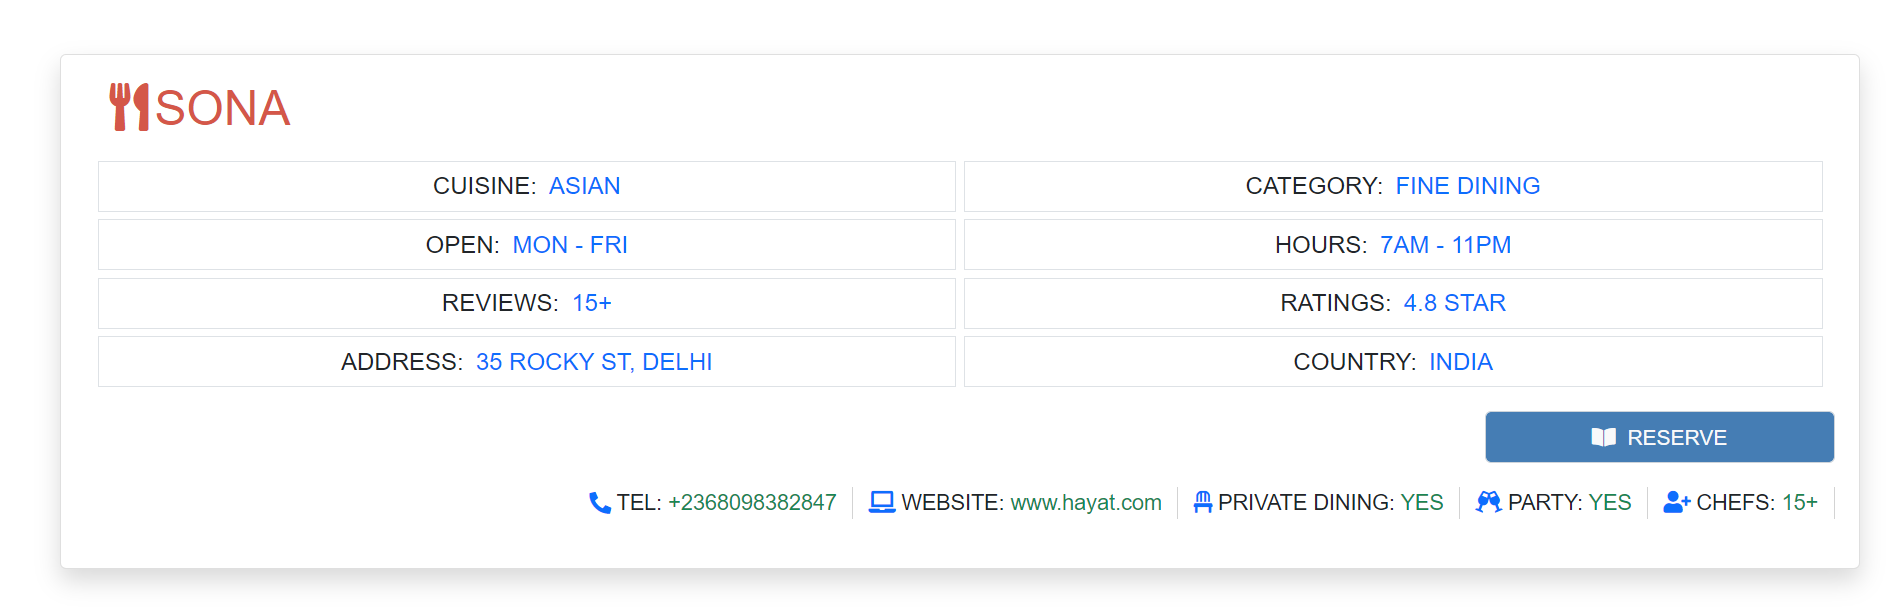 SONA
CUISINE: ASIAN
CATEGORY: FINE DINING
OPEN: MON - FRI
HOURS: 7AM - 11PM
REVIEWS: 15+
RATINGS: 4.8 STAR
ADDRESS: 35 ROCKY ST, DELHI
COUNTRY: INDIA
RESERVE
TEL: +2368098382847 WEBSITE: www.hayat.com PRIVATE DINING: YES PARTY: YES CHEFS: 15+